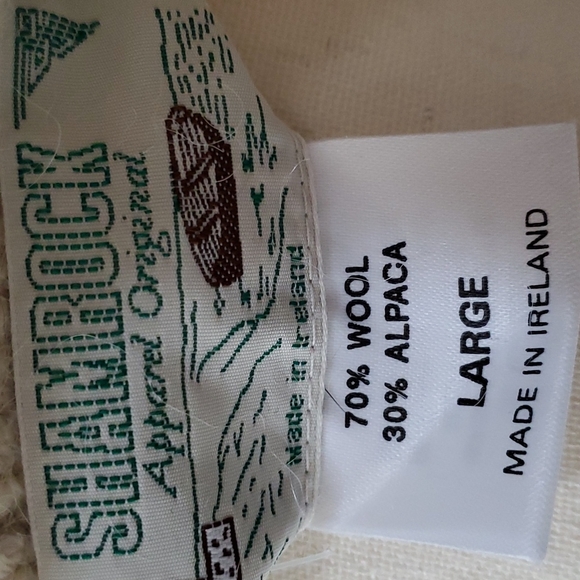 SHAMROCK
Apparel Original
Made in Ireland
70% WOOL
30% ALPACA
LARGE
MADE IN IRELAND